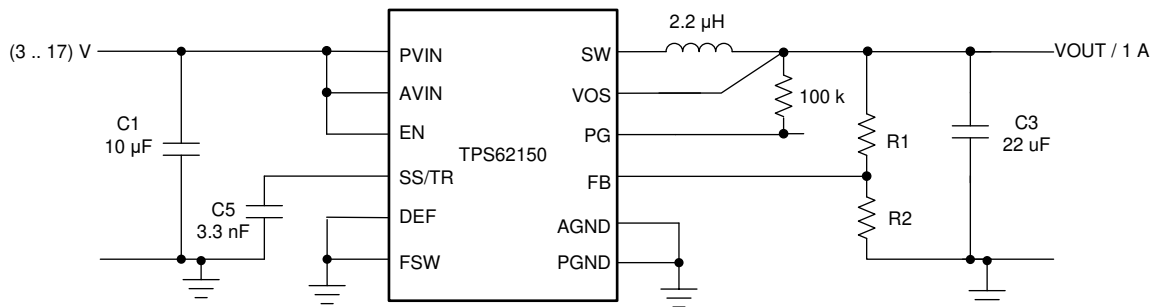 2.2 µH
(3 .. 17) V
PVIN
SW
VOUT / 1 A
AVIN
VOS
100 k
C1
10 µF
EN
PG
C3
22 uF
TPS62150
R1
SS/TR
FB
C5
3.3 nF
DEF
AGND
R2
FSW
PGND